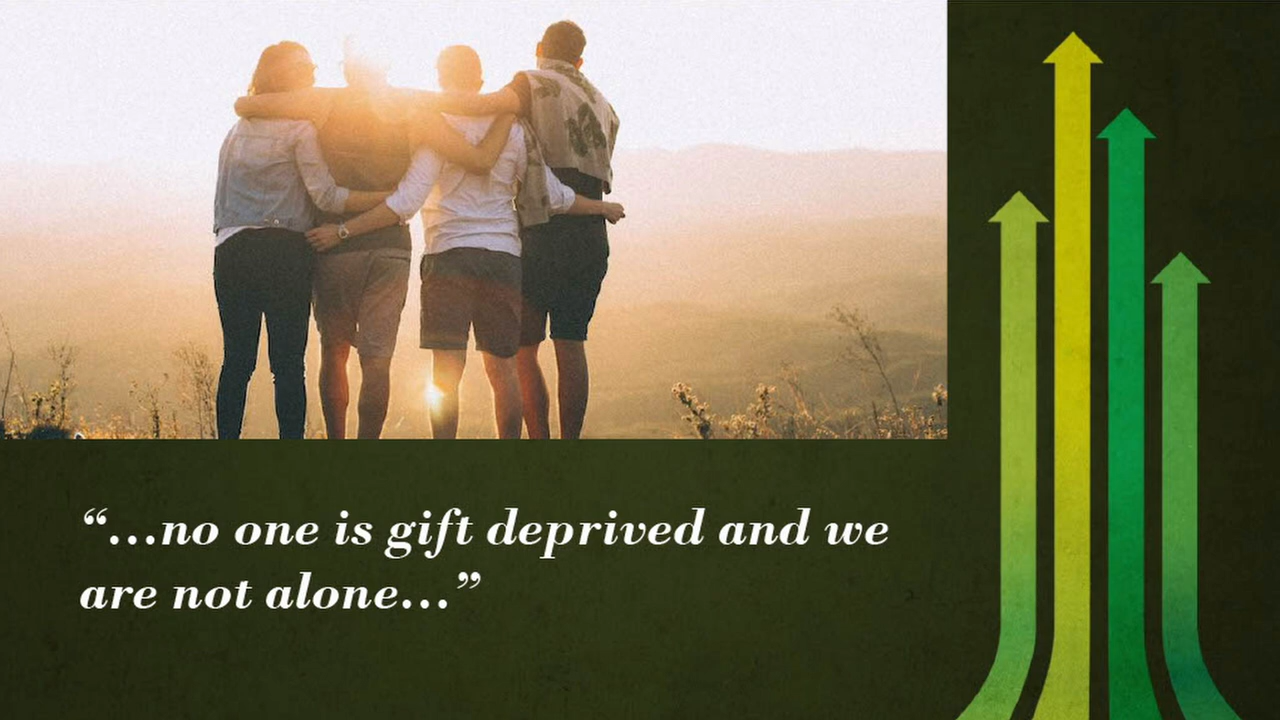 “...no one is gift deprived and we
are not alone...”